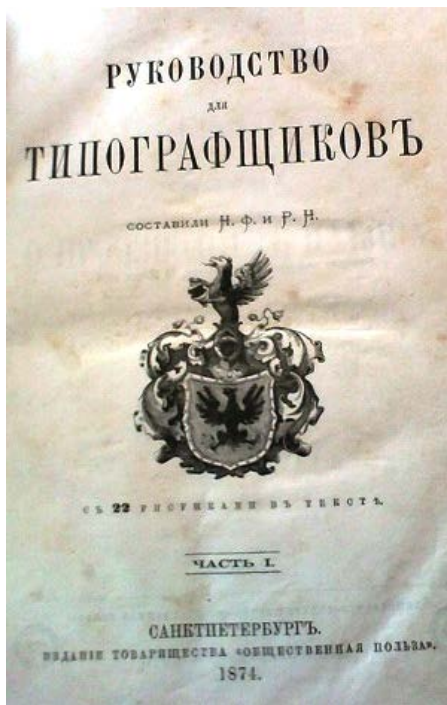 РУКОВОДСТВО
для
ТИПОГРАФЩИКОВЪ
СОСТАВИЛИ Н. Ф. И Р. Н.
СЪ 22 РИСУНКАМИ ВЪ ТЕКСТѢ.
ЧАСТЬ I.
САНКТПЕТЕРБУРГЪ.
ИЗДАНІЕ ТОВАРИЩЕСТВА «ОБЩЕСТВЕННАЯ ПОЛЬЗА».
1874.